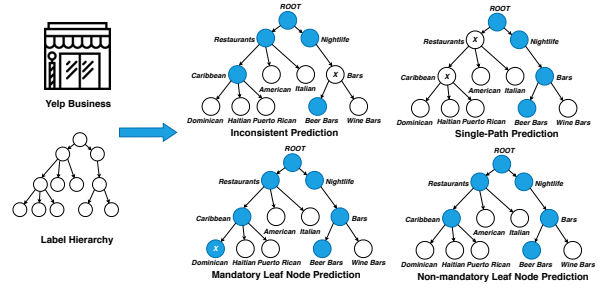 Yelp Business
Label Hierarchy
ROOT
Restaurants
X
Nightlife
Caribbean
American
Italian
X
Bars
Dominican
Haitian
Puerto Rican
Beer Bars
Wine Bars
Inconsistent Prediction
ROOT
Restaurants
X
Nightlife
Caribbean
X
American
Italian
Bars
Dominican
Haitian
Puerto Rican
Beer Bars
Wine Bars
Single-Path Prediction
ROOT
Restaurants
Nightlife
Caribbean
American
Italian
Bars
X
Dominican
Haitian
Puerto Rican
Beer Bars
Wine Bars
Mandatory Leaf Node Prediction
ROOT
Restaurants
Nightlife
Caribbean
American
Italian
Bars
Dominican
Haitian
Puerto Rican
Beer Bars
Wine Bars
Non-mandatory Leaf Node Prediction